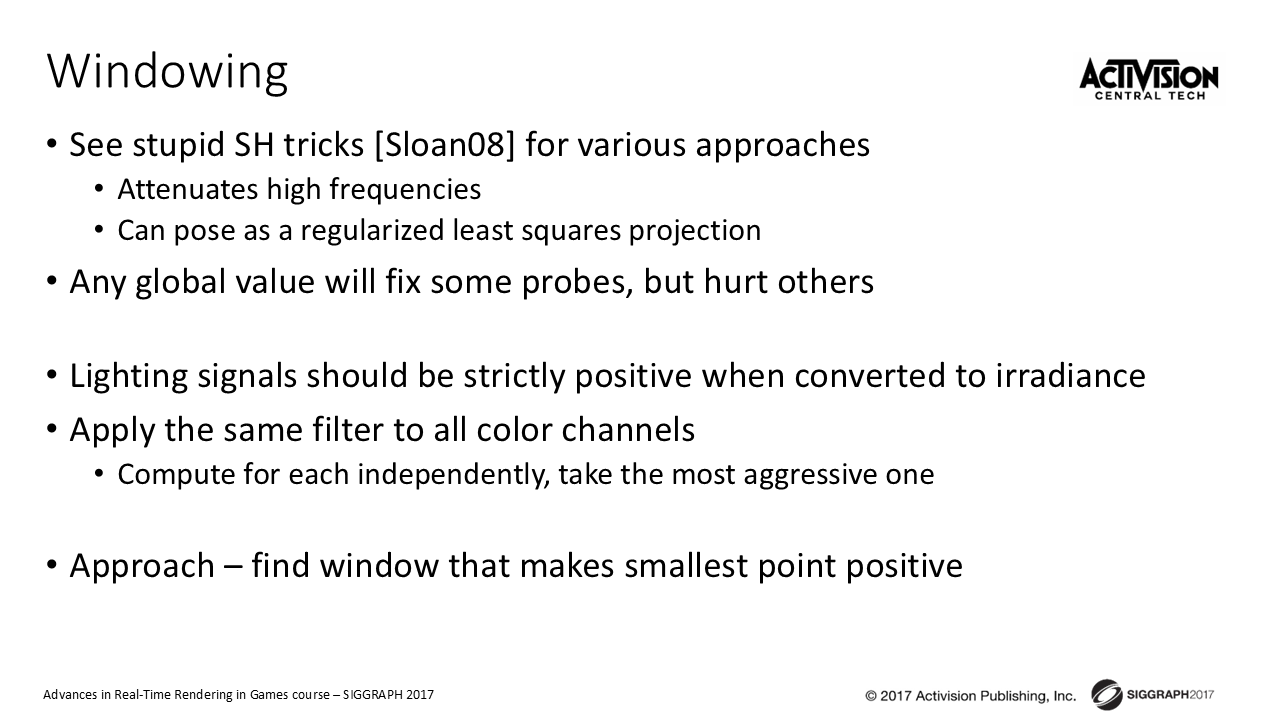 Windowing
ACTIVISION
CENTRAL TECH
• See stupid SH tricks [Sloan08] for various approaches
• Attenuates high frequencies
• Can pose as a regularized least squares projection
• Any global value will fix some probes, but hurt others
• Lighting signals should be strictly positive when converted to irradiance
• Apply the same filter to all color channels
• Compute for each independently, take the most aggressive one
• Approach – find window that makes smallest point positive
Advances in Real-Time Rendering in Games course – SIGGRAPH 2017
© 2017 Activision Publishing, Inc.
SIGGRAPH2017